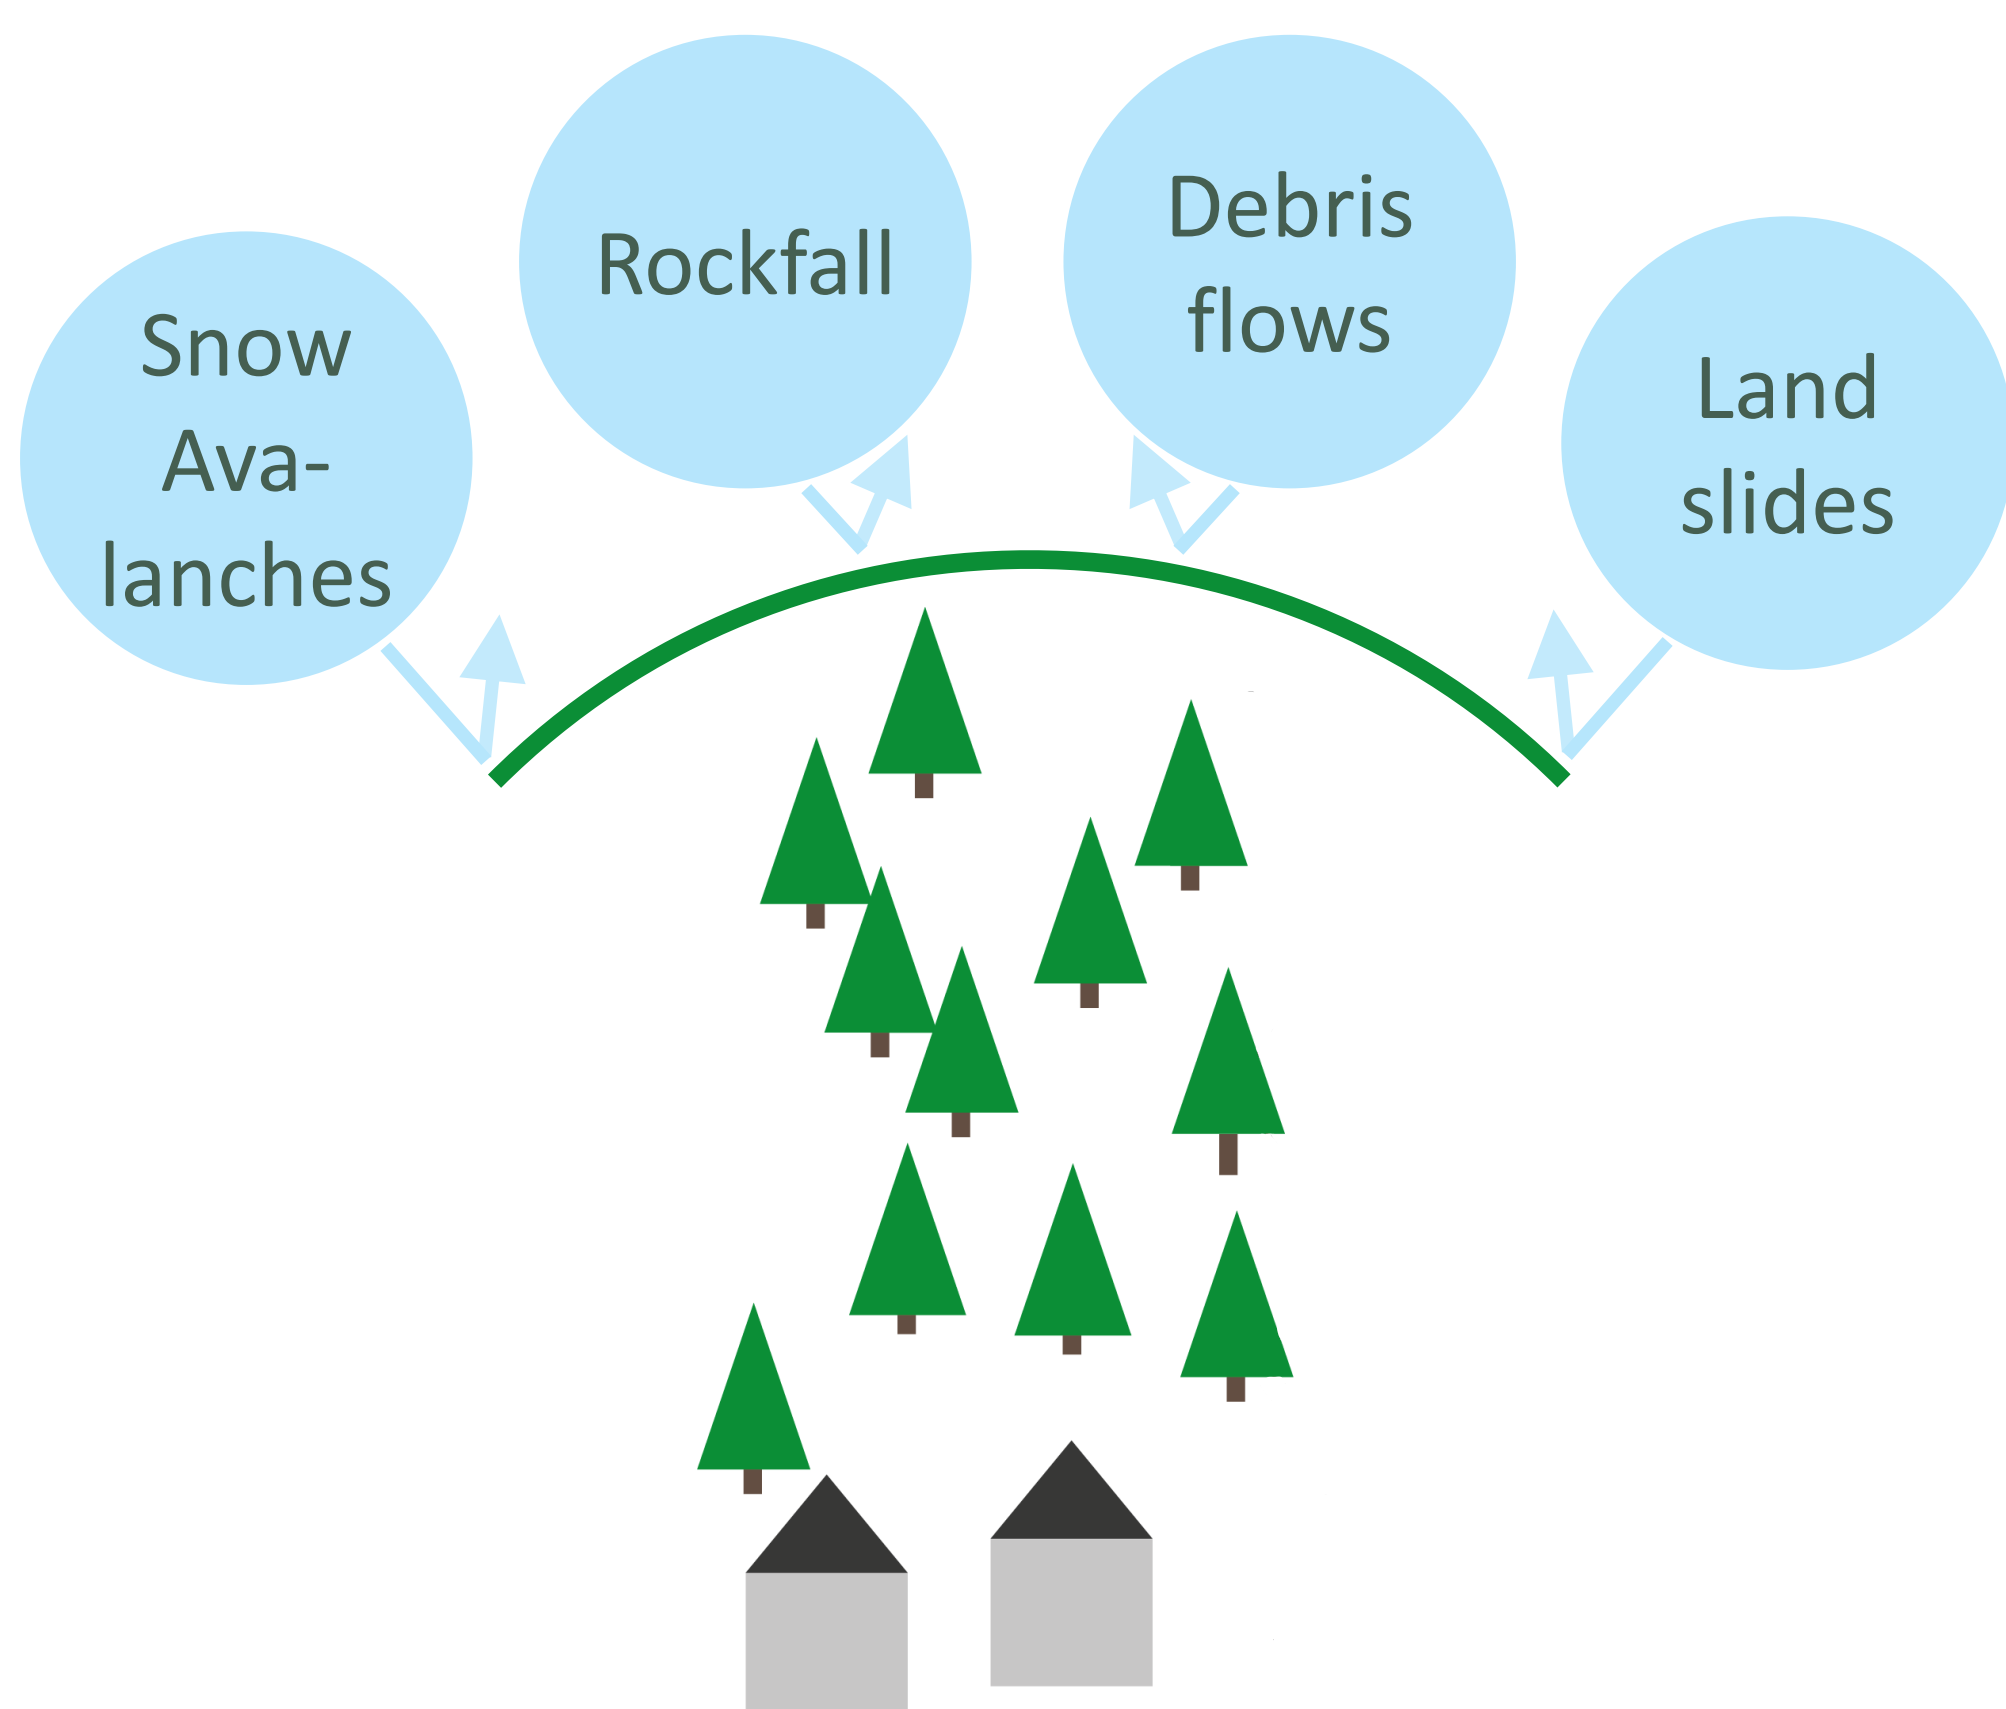 Snow
Ava-
lanches
Rockfall
Debris
flows
Land
slides